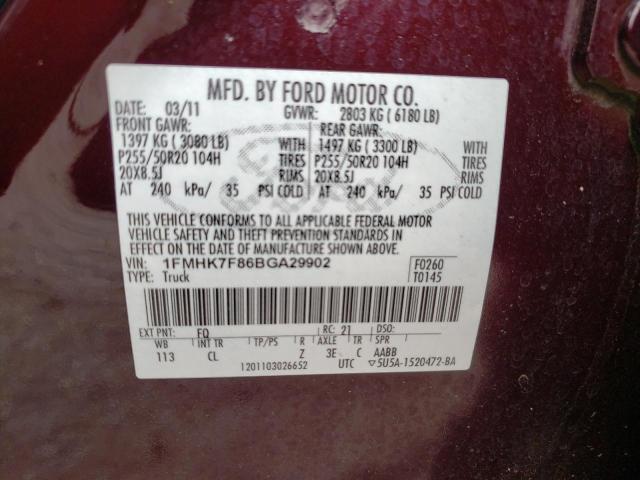 MFD. BY FORD MOTOR CO.
DATE: 03/11 GVWR: 2803 KG (6180 LB)
FRONT GAWR: REAR GAWR:
1397 KG (3080 LB) WITH 1497 KG (3300 LB) WITH
P255/50R20 104H TIRES P255/50R20 104H TIRES
20X8.5J RIMS 20X8.5J RIMS
AT 240 kPa/ 35 PSI COLD AT 240 kPa/ 35 PSI COLD
THIS VEHICLE CONFORMS TO ALL APPLICABLE FEDERAL MOTOR
VEHICLE SAFETY AND THEFT PREVENTION STANDARDS IN
EFFECT ON THE DATE OF MANUFACTURE SHOWN ABOVE.
VIN: 1FMHK7F86BGA29902 F0260
TYPE: Truck T0145
EXT PNT: FQ RC: 21 DSO:
WB INT TR TP/PS R AXLE TR SPR
113 CL Z 3E C AABB
1201103026652 UTC ▽5U5A-1520472-BA